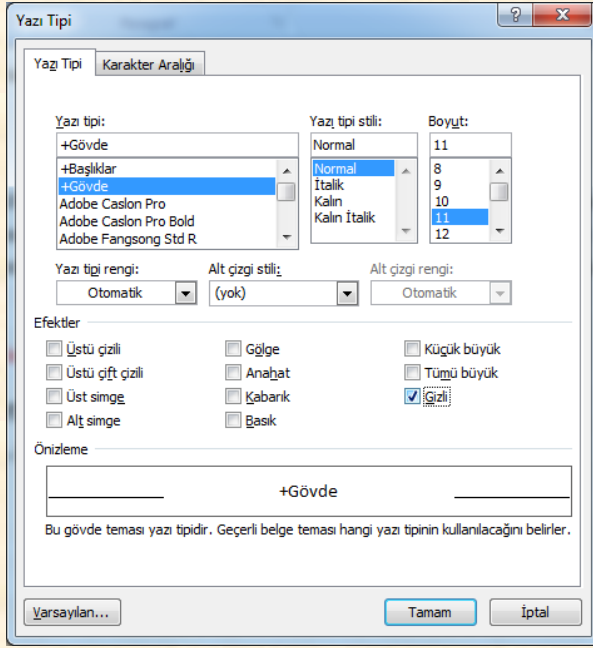 Yazı Tipi
Yazı Tipi Karakter Aralığı
Yazı tipi: Yazı tipi stili: Boyut:
+Gövde Normal 11
+Başlıklar Normal 8
+Gövde İtalik 9
Adobe Caslon Pro Kalın 10
Adobe Caslon Pro Bold Kalın İtalik 11
Adobe Fangsong Std R 12
Yazı tipi rengi: Alt çizgi stili: Alt çizgi rengi:
Otomatik (yok) Otomatik
Efektler
Üstü çizili Gölge Küçük büyük
Üstü çift çizili Anahat Tümü büyük
Üst simge Kabarık Gizli
Alt simge Basık
Önizleme
+Gövde
Bu gövde teması yazı tipidir. Geçerli belge teması hangi yazı tipinin kullanılacağını belirler.
Varsayılan... Tamam İptal